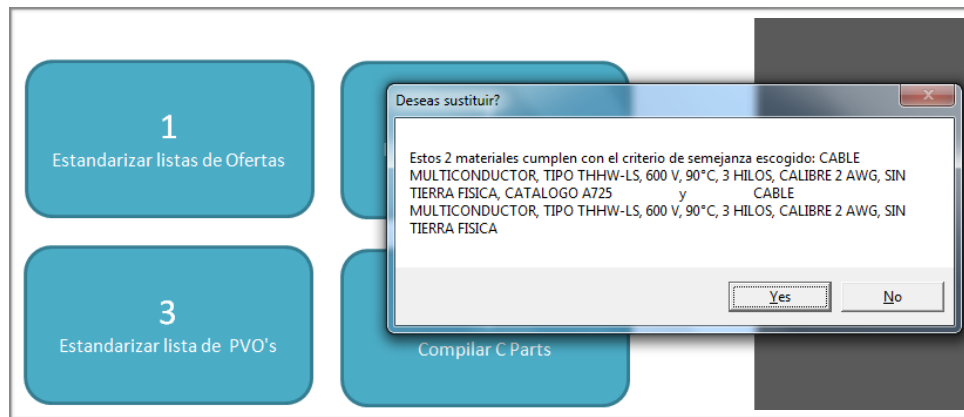 1
Estandarizar listas de Ofertas
Deseas sustituir?
Estos 2 materiales cumplen con el criterio de semejanza escogido: CABLE
MULTICONDUCTOR, TIPO THHW-LS, 600 V, 90°C, 3 HILOS, CALIBRE 2 AWG, SIN
TIERRA FISICA, CATALOGO A725 y CABLE
MULTICONDUCTOR, TIPO THHW-LS, 600 V, 90°C, 3 HILOS, CALIBRE 2 AWG, SIN
TIERRA FISICA
Yes No
3
Estandarizar lista de PVO's
Compilar C Parts